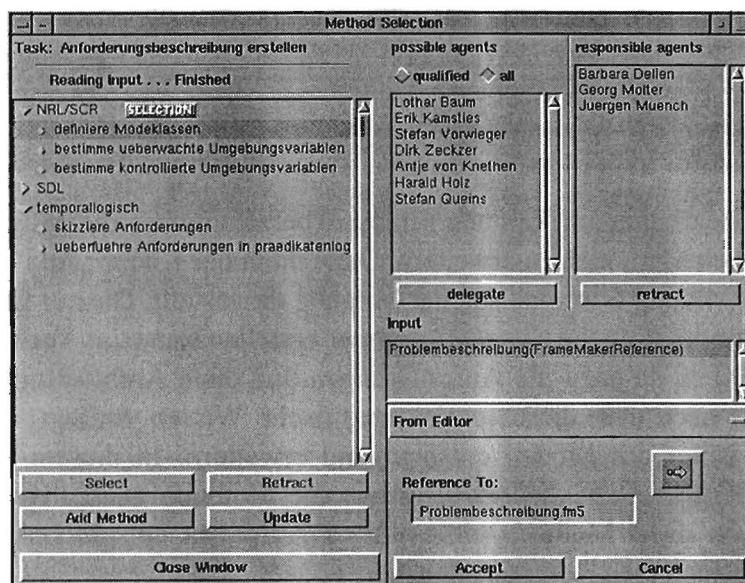 Method Selection
Task: Anforderungsbeschreibung erstellen
Reading Input . . . Finished
NRL/SCR SELECTION
definiere Modeklassen
bestimme ueberwachte Umgebungsvariablen
bestimme kontrollierte Umgebungsvariablen
SDL
temporallogisch
skizziere Anforderungen
ueberfuehre Anforderungen in praedikatenlog
Select Retract
Add Method Update
Close Window
possible agents
qualified all
Lothar Baum
Erik Kamsties
Stefan Vorwieger
Dirk Zeckzer
Antje von Knethen
Harald Holz
Stefan Queins
delegate
responsible agents
Barbara Dellen
Georg Molter
Juergen Muench
retract
Input
Problembeschreibung(FrameMakerReference)
From Editor
Reference To:
Problembeschreibung.fm5
Accept Cancel